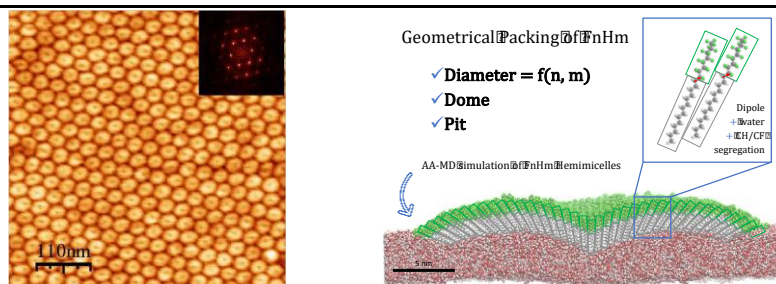 110nm
Geometrical Packing of FnHm
✓Diameter = f(n, m)
✓Dome
✓Pit
AA-MD simulation of FnHm Hemimicelles
5 nm
Dipole
+ water
+ CH/CF
segregation